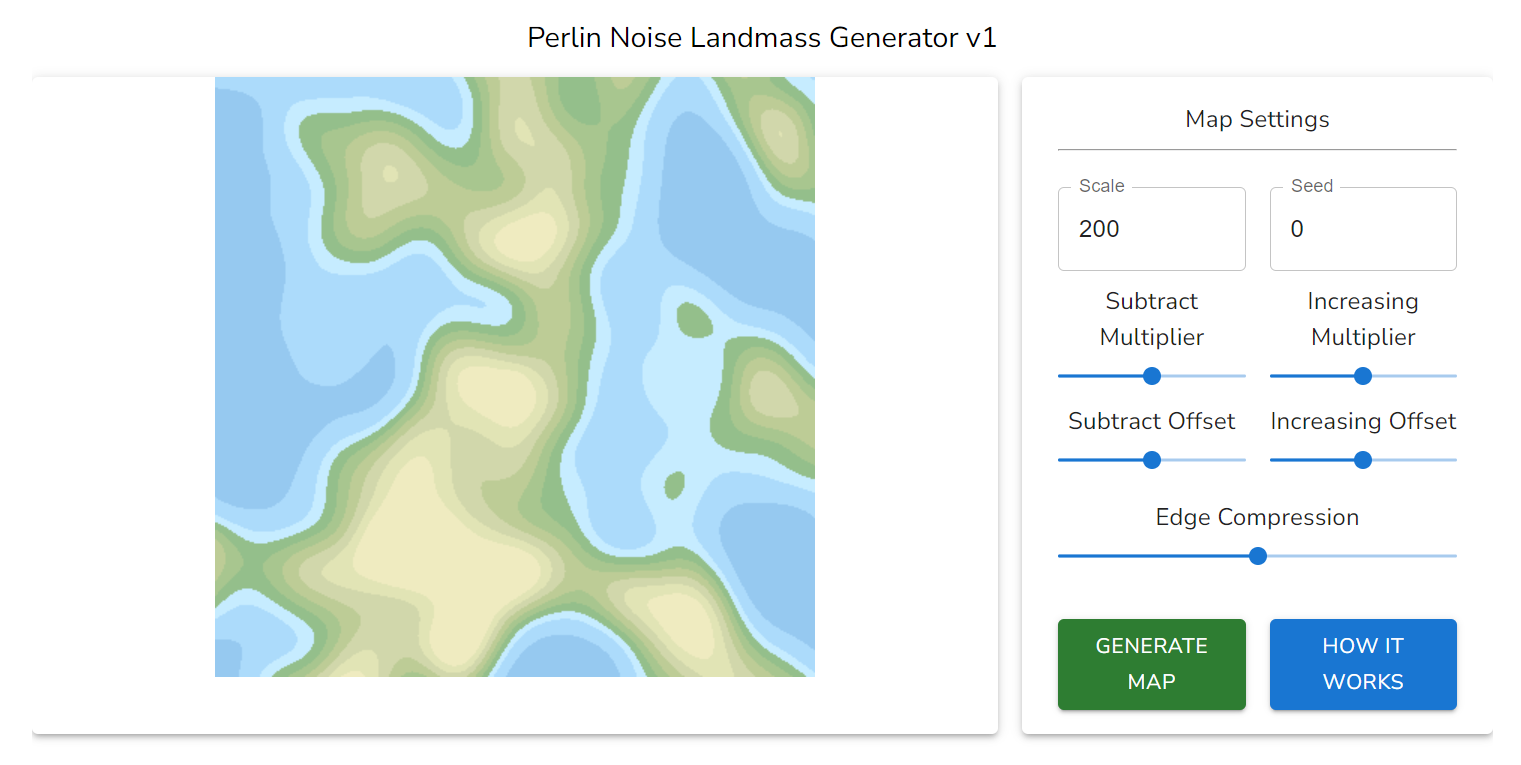 Perlin Noise Landmass Generator v1
Map Settings
Scale
Seed
200
0
Subtract
Multiplier
Increasing
Multiplier
Subtract Offset
Increasing Offset
Edge Compression
GENERATE
MAP
HOW IT
WORKS